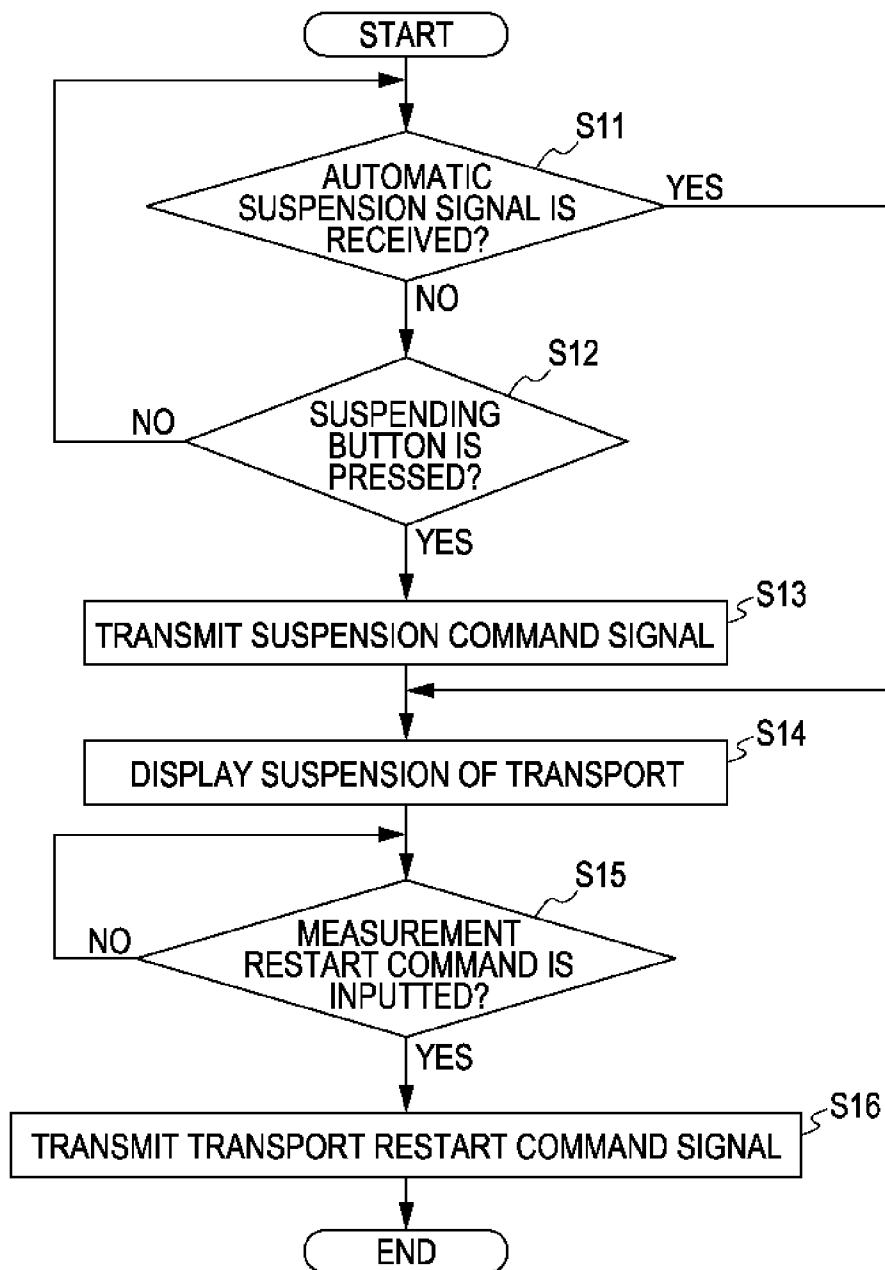 START
S11
AUTOMATIC
SUSPENSION SIGNAL IS
RECEIVED?
YES
NO
S12
SUSPENDING
BUTTON IS
PRESSED?
NO
YES
S13
TRANSMIT SUSPENSION COMMAND SIGNAL
S14
DISPLAY SUSPENSION OF TRANSPORT
S15
MEASUREMENT
RESTART COMMAND IS
INPUTTED?
NO
YES
S16
TRANSMIT TRANSPORT RESTART COMMAND SIGNAL
END